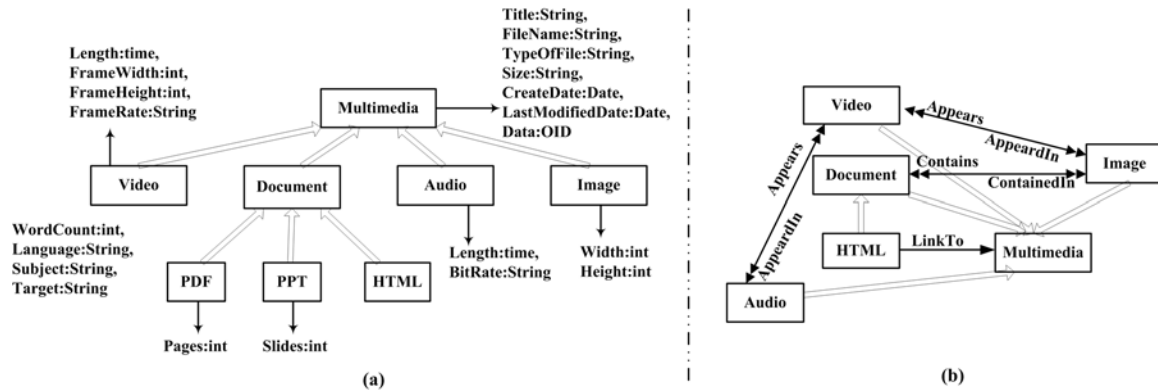 Title:String,
FileName:String,
TypeOfFile:String,
Size:String,
CreateDate:Date,
LastModifiedDate:Date,
Data:OID
Length:time,
FrameWidth:int,
FrameHeight:int,
FrameRate:String
Multimedia
Video
Document
Audio
Image
WordCount:int,
Language:String,
Subject:String,
Target:String
Length:time,
BitRate:String
Width:int
Height:int
PDF
PPT
HTML
Pages:int
Slides:int
(a)
Video
Appears
AppeardIn
Image
Appears
AppeardIn
Document
Contains
ContainedIn
HTML
LinkTo
Multimedia
Audio
(b)